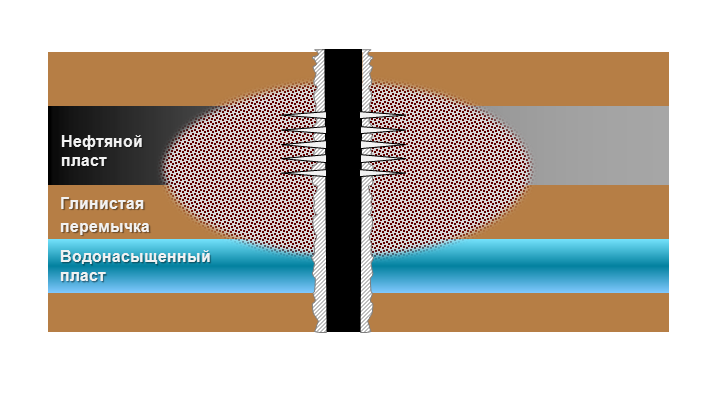 Нефтяной
пласт
Глинистая
перемычка
Водонасыщенный
пласт